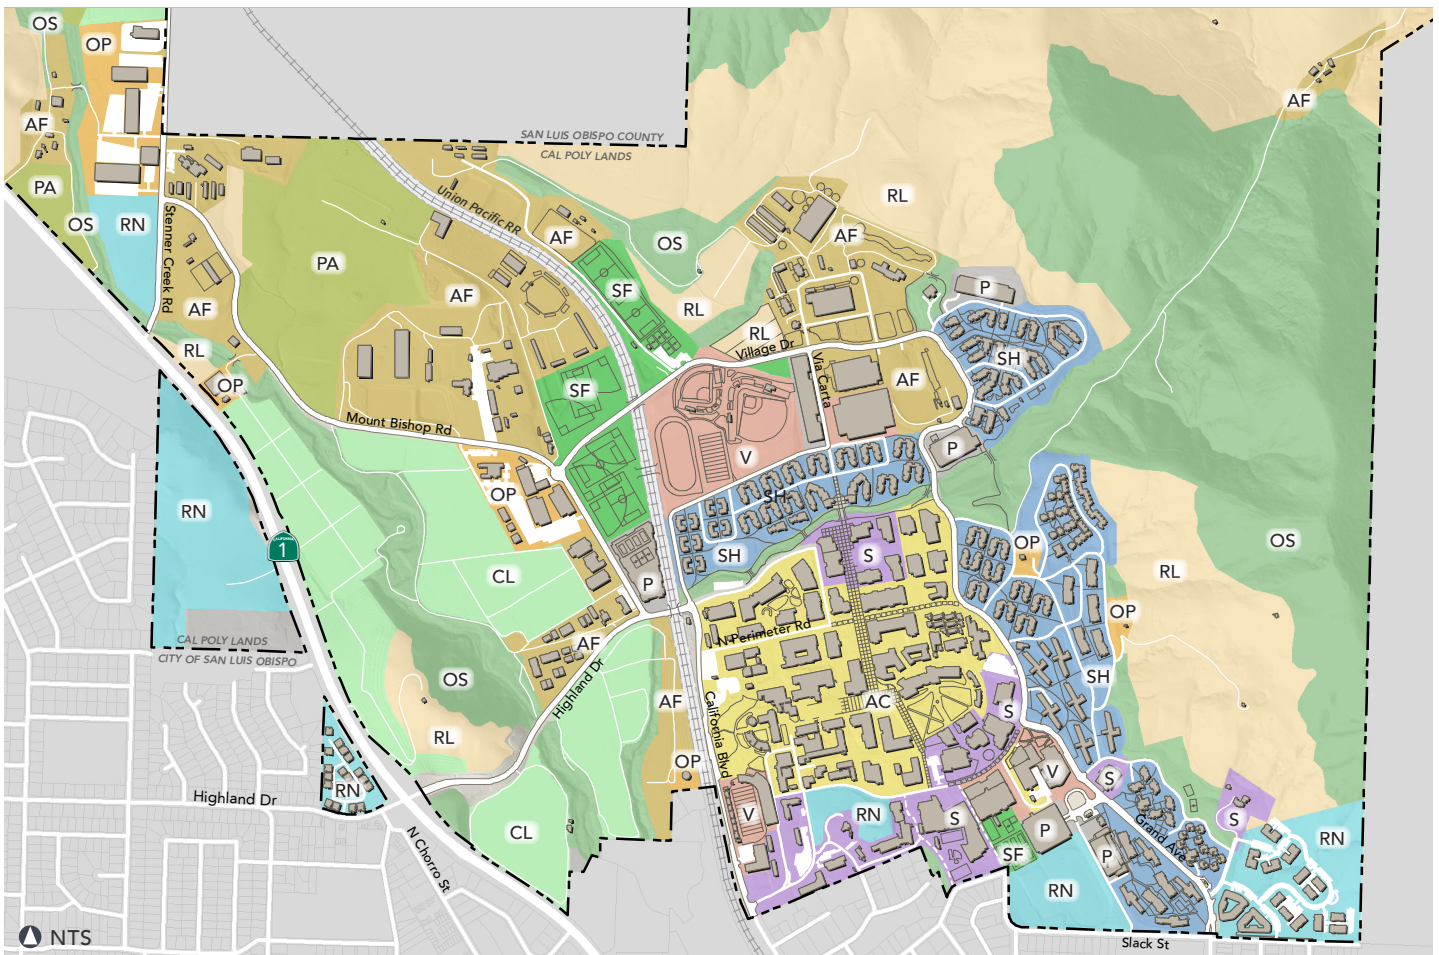 OS
OP
AF
SAN LUIS OBISPO COUNTY
CAL POLY LANDS
AF
PA
OS
RN
Stenner Creek Rd
Union Pacific RR
RL
AF
OS
AF
PA
SF
AF
P
AF
RL
RL
RL
Village Dr
SH
OP
SF
Via Carta
AF
Mount Bishop Rd
V
P
SH
OP
RN
CALIFORNIA
1
OS
OP
SH
S
RL
CL
P
OP
N Perimeter Rd
CAL POLY LANDS
CITY OF SAN LUIS OBISPO
AF
OS
Highland Dr
AF
California Blvd
AC
S
SH
RL
OP
V
S
RN
Highland Dr
V
RN
S
P
Grand Ave
S
RN
CL
N Chorro St
SF
P
RN
NTS
Slack St